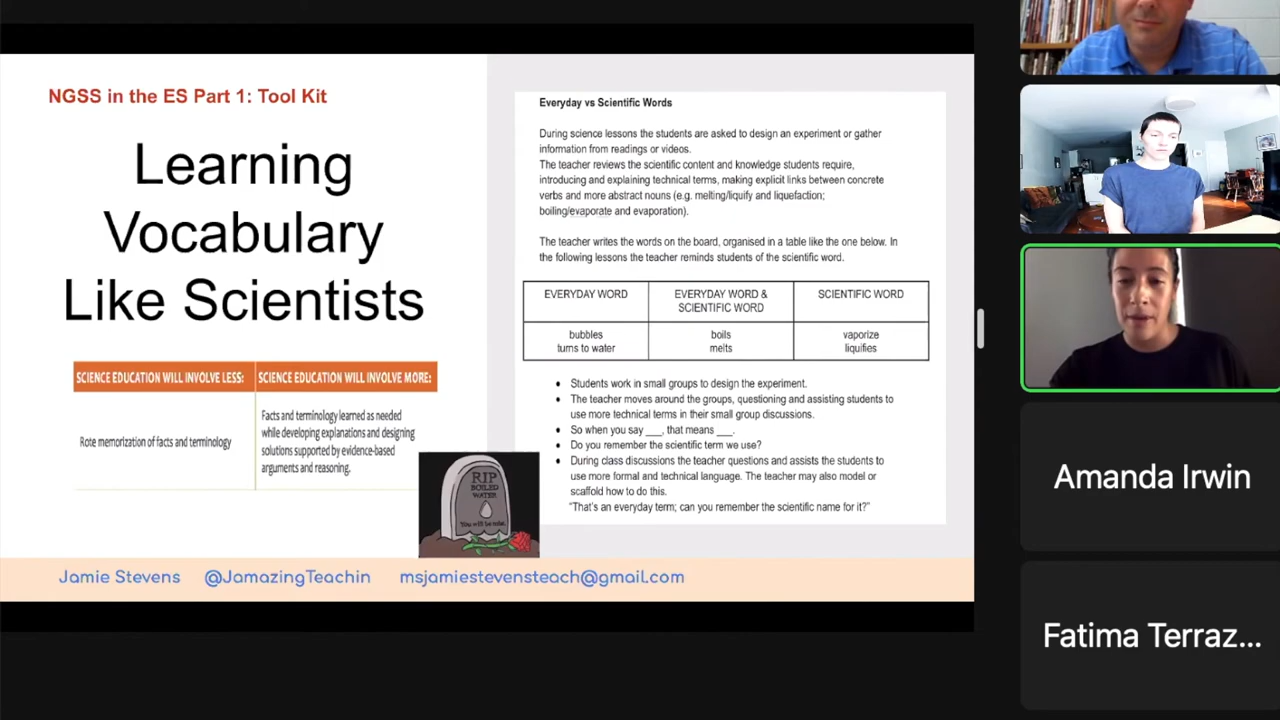 NGSS in the ES Part 1: Tool Kit
Learning
Vocabulary
Like Scientists
SCIENCE EDUCATION WILL INVOLVE LESS:
SCIENCE EDUCATION WILL INVOLVE MORE:
Rote memorization of facts and terminology
Facts and terminology learned as needed
while developing explanations and designing
solutions supported by evidence-based
arguments and reasoning.
RIP
BOILED
WATER
You will be mist.
Everyday vs Scientific Words
During science lessons the students are asked to design an experiment or gather
information from readings or videos.
The teacher reviews the scientific content and knowledge students require,
introducing and explaining technical terms, making explicit links between concrete
verbs and more abstract nouns (e.g. melting/liquify and liquefaction;
boiling/evaporate and evaporation).
The teacher writes the words on the board, organised in a table like the one below. In
the following lessons the teacher reminds students of the scientific word.
EVERYDAY WORD
EVERYDAY WORD &
SCIENTIFIC WORD
SCIENTIFIC WORD
bubbles
turns to water
boils
melts
vaporize
liquifies
• Students work in small groups to design the experiment.
• The teacher moves around the groups, questioning and assisting students to
use more technical terms in their small group discussions.
• So when you say ___, that means ___.
• Do you remember the scientific term we use?
• During class discussions the teacher questions and assists the students to
use more formal and technical language. The teacher may also model or
scaffold how to do this.
"That's an everyday term; can you remember the scientific name for it?"
Jamie Stevens @JamazingTeachin msjamiestevensteach@gmail.com
Amanda Irwin
Fatima Terraz...